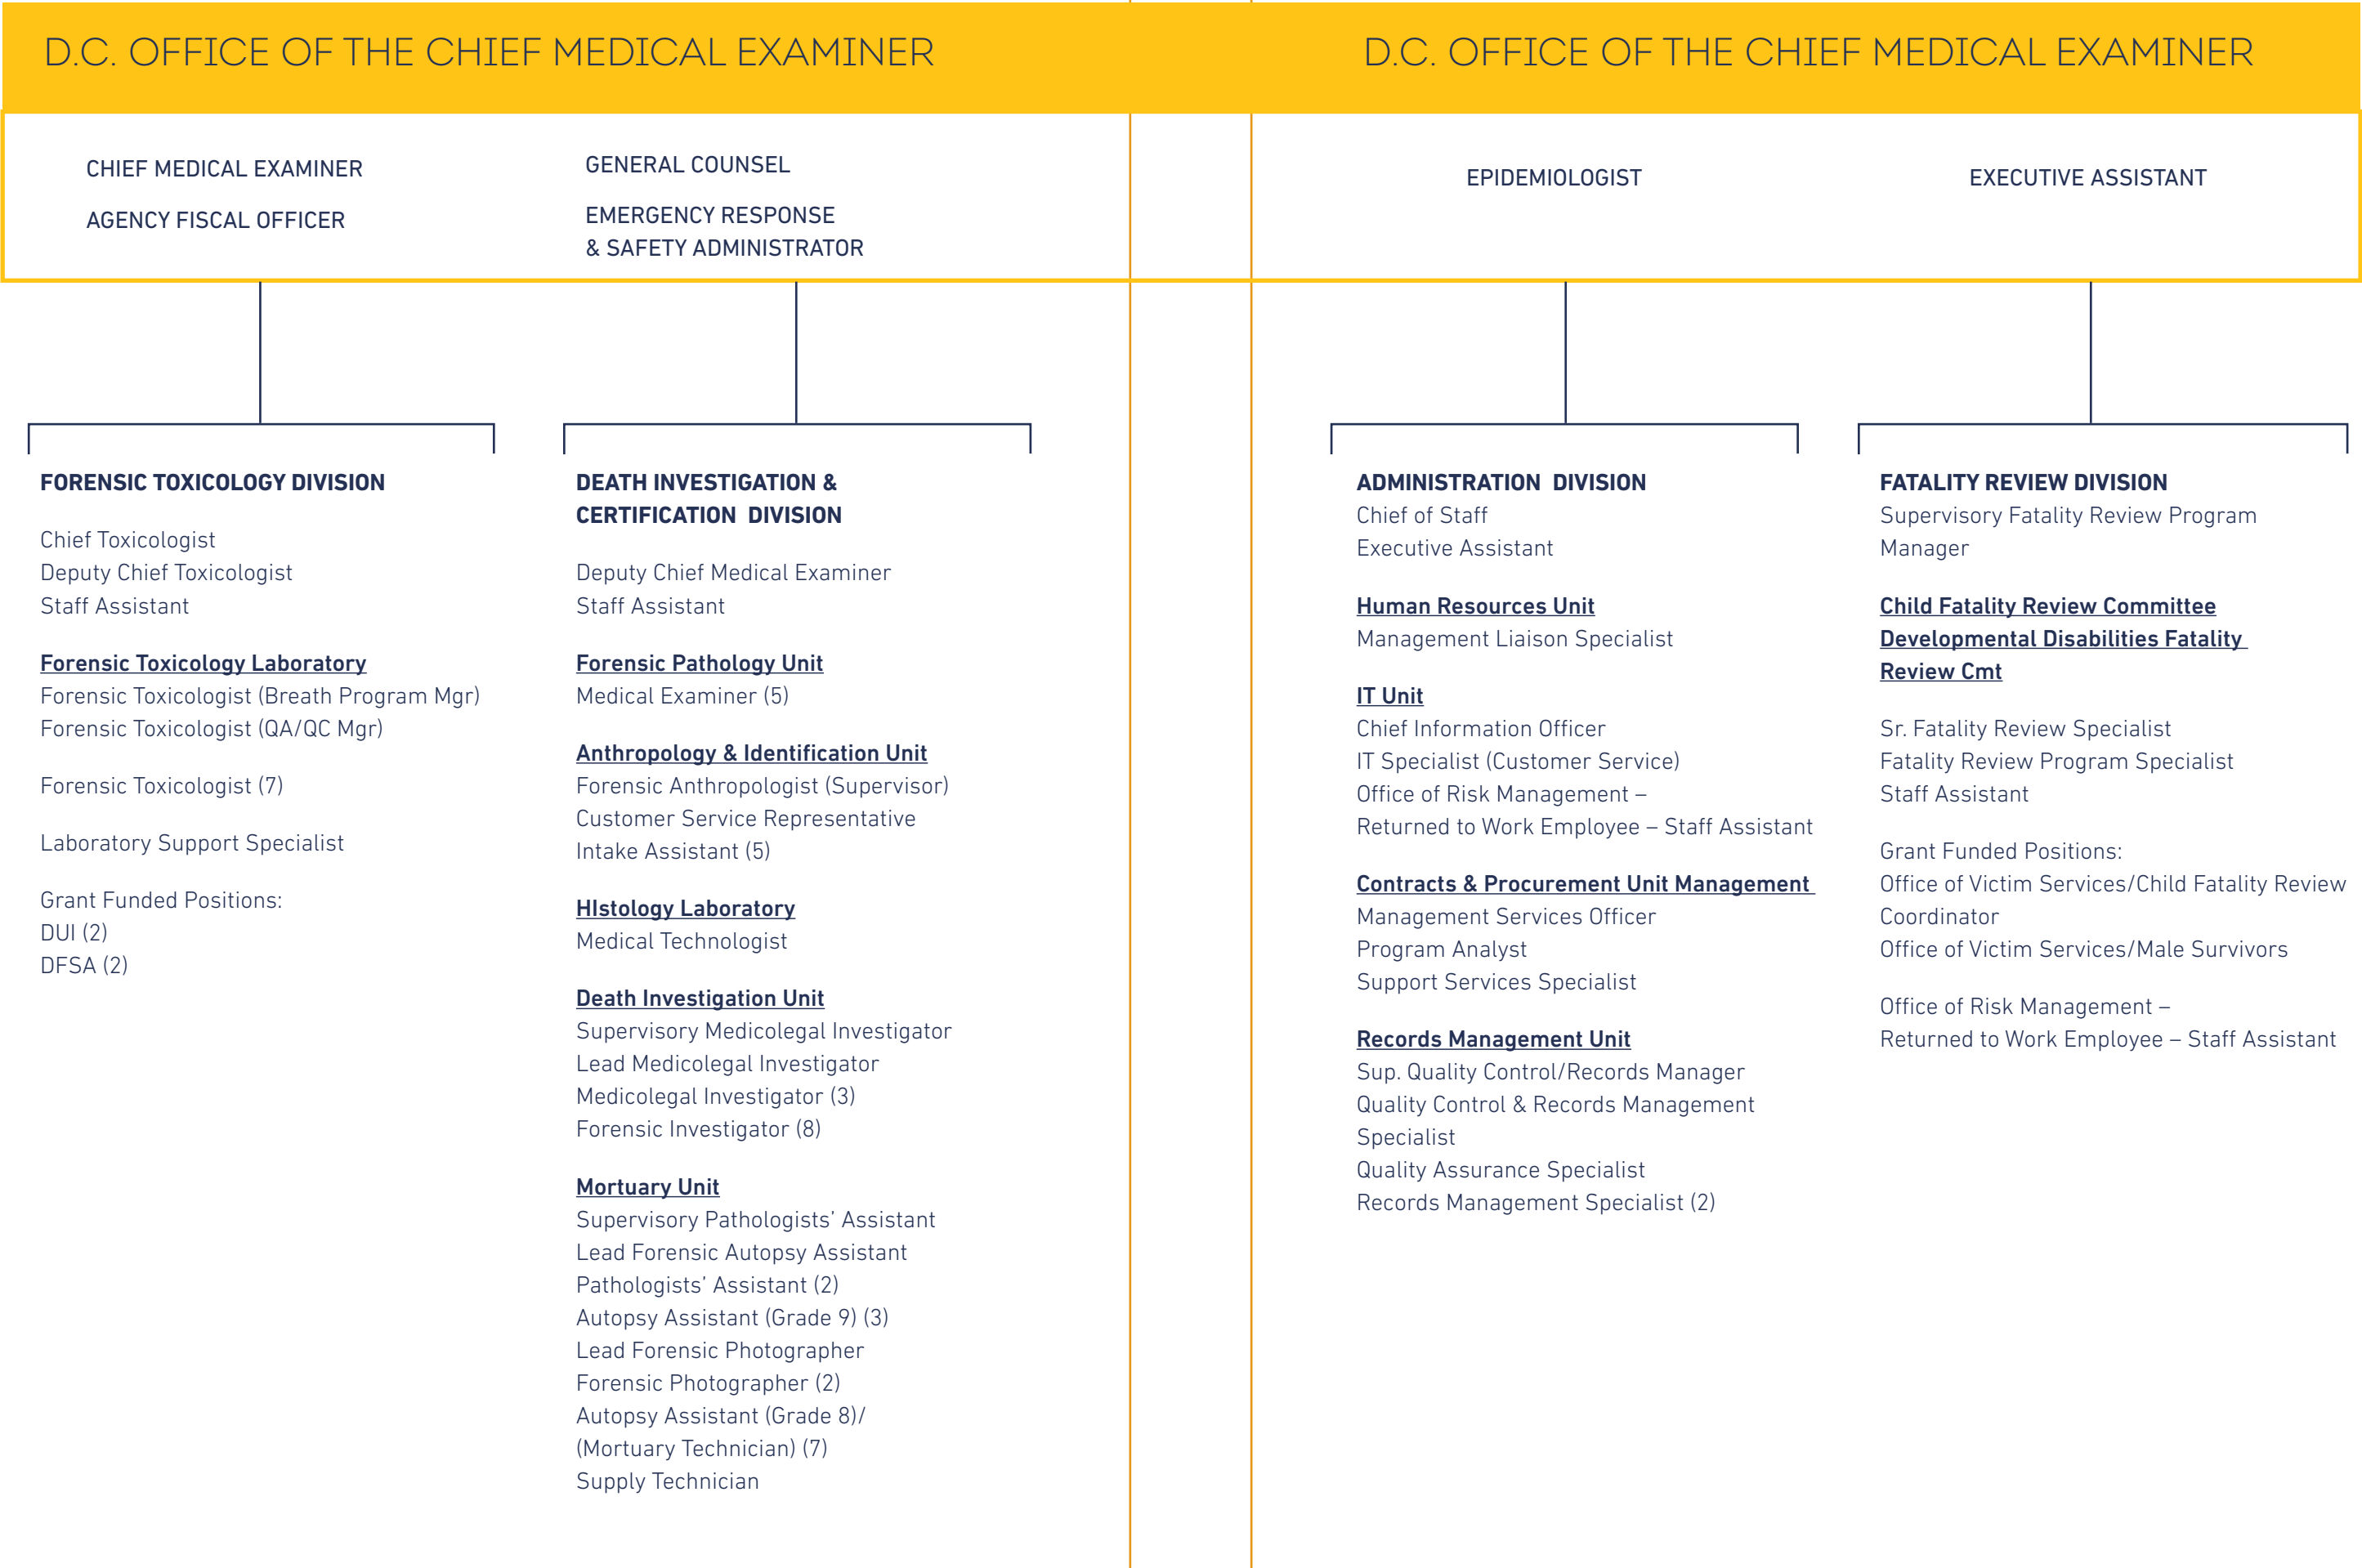 D.C. OFFICE OF THE CHIEF MEDICAL EXAMINER
CHIEF MEDICAL EXAMINER
AGENCY FISCAL OFFICER
GENERAL COUNSEL
EMERGENCY RESPONSE
& SAFETY ADMINISTRATOR
FORENSIC TOXICOLOGY DIVISION
Chief Toxicologist
Deputy Chief Toxicologist
Staff Assistant
Forensic Toxicology Laboratory
Forensic Toxicologist (Breath Program Mgr)
Forensic Toxicologist (QA/QC Mgr)
Forensic Toxicologist (7)
Laboratory Support Specialist
Grant Funded Positions:
DUI (2)
DFSA (2)
DEATH INVESTIGATION &
CERTIFICATION DIVISION
Deputy Chief Medical Examiner
Staff Assistant
Forensic Pathology Unit
Medical Examiner (5)
Anthropology & Identification Unit
Forensic Anthropologist (Supervisor)
Customer Service Representative
Intake Assistant (5)
HIstology Laboratory
Medical Technologist
Death Investigation Unit
Supervisory Medicolegal Investigator
Lead Medicolegal Investigator
Medicolegal Investigator (3)
Forensic Investigator (8)
Mortuary Unit
Supervisory Pathologists’ Assistant
Lead Forensic Autopsy Assistant
Pathologists’ Assistant (2)
Autopsy Assistant (Grade 9) (3)
Lead Forensic Photographer
Forensic Photographer (2)
Autopsy Assistant (Grade 8)/
(Mortuary Technician) (7)
Supply Technician
D.C. OFFICE OF THE CHIEF MEDICAL EXAMINER
EPIDEMIOLOGIST
EXECUTIVE ASSISTANT
ADMINISTRATION DIVISION
Chief of Staff
Executive Assistant
Human Resources Unit
Management Liaison Specialist
IT Unit
Chief Information Officer
IT Specialist (Customer Service)
Office of Risk Management –
Returned to Work Employee – Staff Assistant
Contracts & Procurement Unit Management
Management Services Officer
Program Analyst
Support Services Specialist
Records Management Unit
Sup. Quality Control/Records Manager
Quality Control & Records Management
Specialist
Quality Assurance Specialist
Records Management Specialist (2)
FATALITY REVIEW DIVISION
Supervisory Fatality Review Program
Manager
Child Fatality Review Committee
Developmental Disabilities Fatality
Review Cmt
Sr. Fatality Review Specialist
Fatality Review Program Specialist
Staff Assistant
Grant Funded Positions:
Office of Victim Services/Child Fatality Review
Coordinator
Office of Victim Services/Male Survivors
Office of Risk Management –
Returned to Work Employee – Staff Assistant